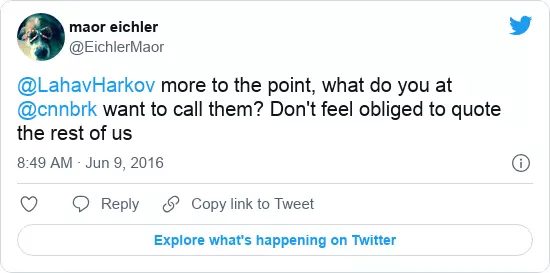 maor eichler
@EichlerMaor
@LahavHarkov more to the point, what do you at
@cnnbrk want to call them? Don't feel obliged to quote
the rest of us
8:49 AM · Jun 9, 2016
Reply Copy link to Tweet
Explore what's happening on Twitter